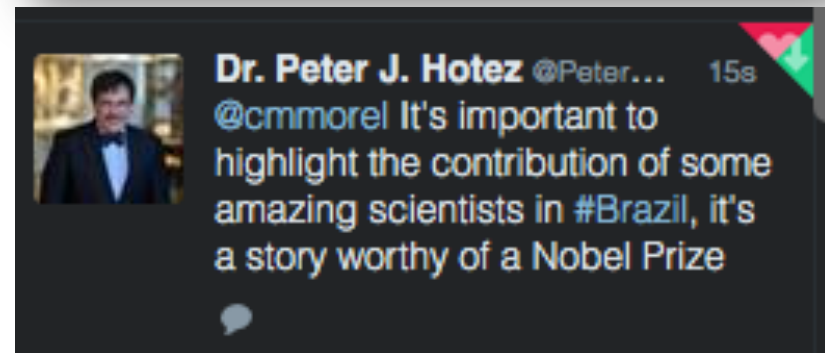 Dr. Peter J. Hotez @Peter... 15s
@cmmorel It's important to
highlight the contribution of some
amazing scientists in #Brazil, it's
a story worthy of a Nobel Prize